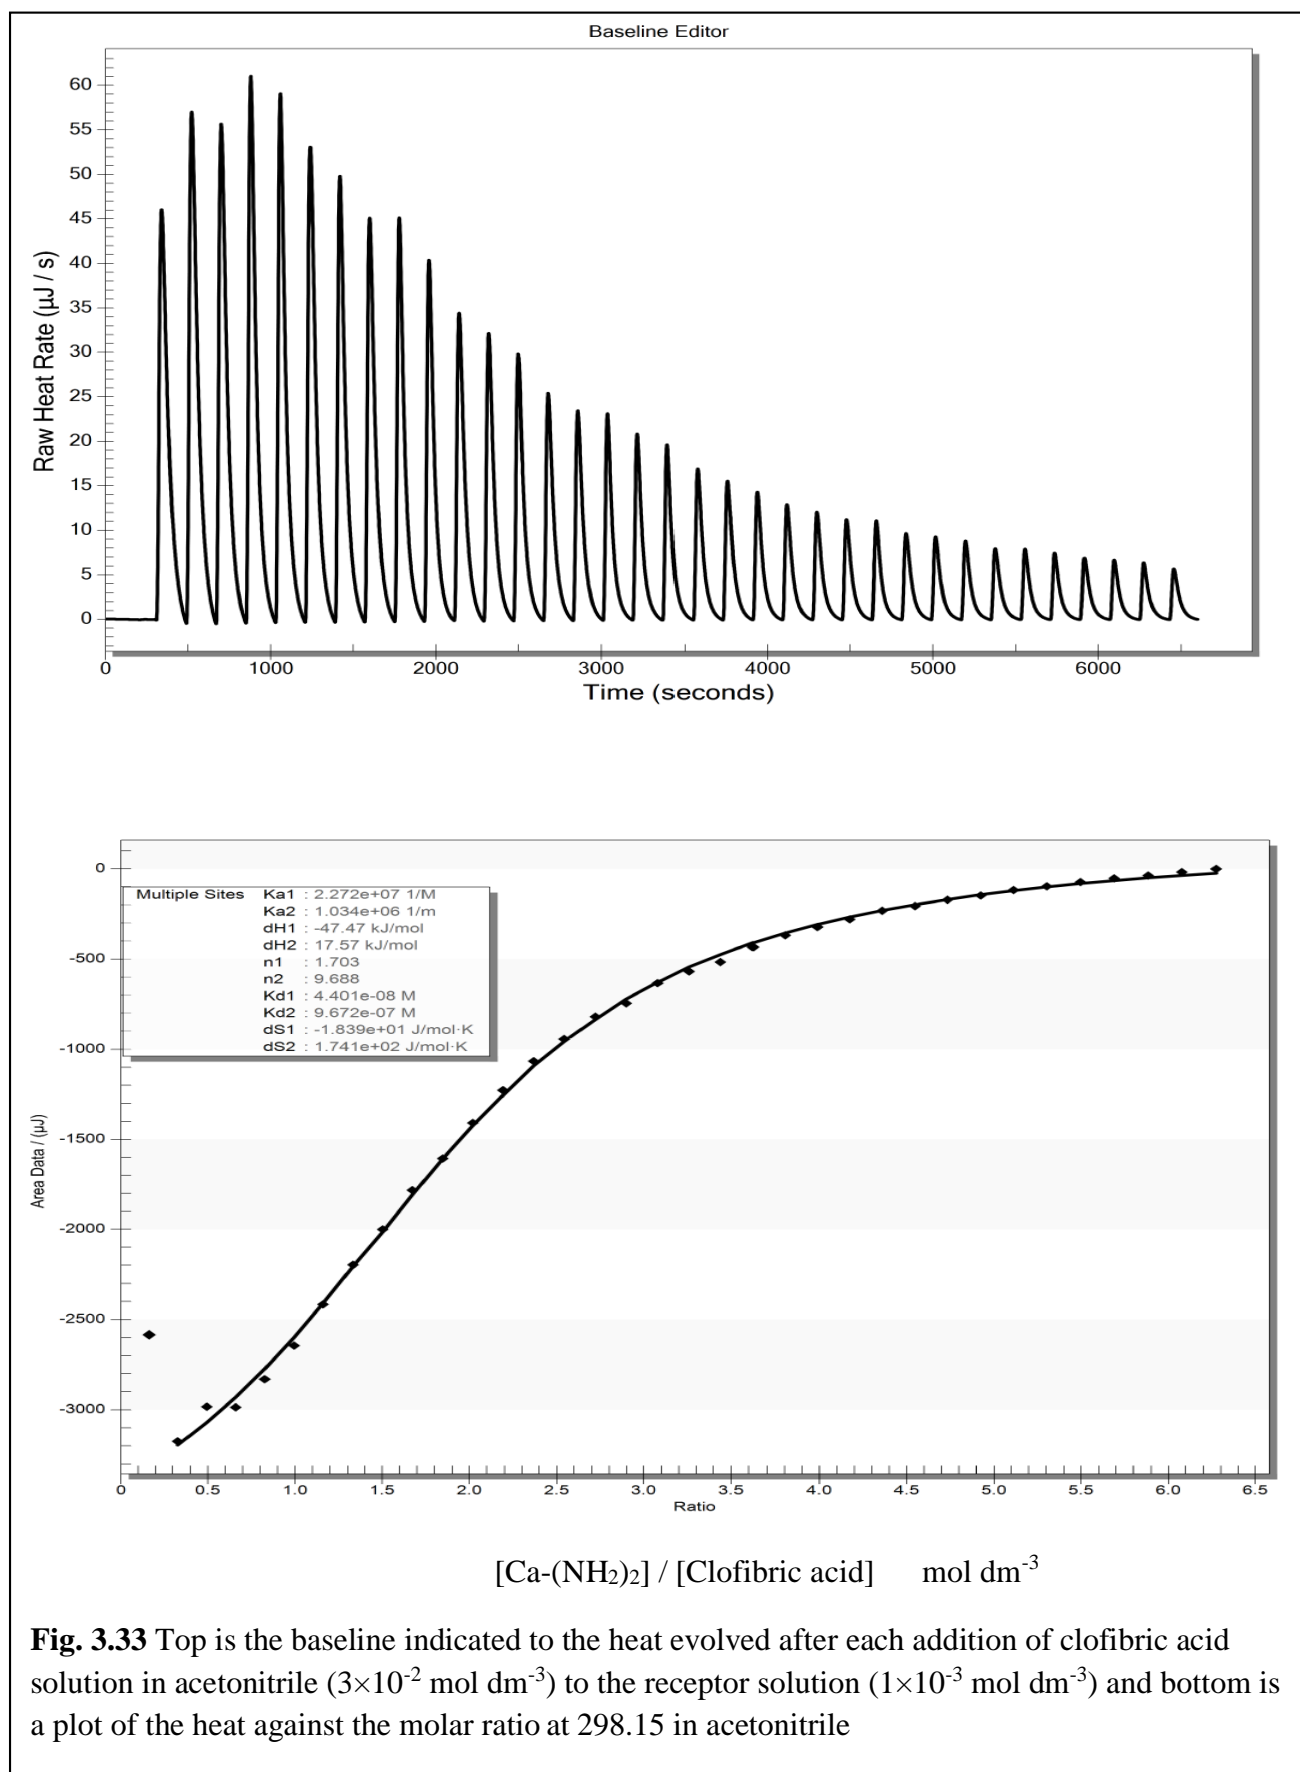 Baseline Editor
60
55
50
45
40
35
30
25
20
15
10
5
0
Raw Heat Rate (µJ / s)
0 1000 2000 3000 4000 5000 6000
Time (seconds)
Multiple Sites Ka1 : 2.272e+07 1/M
Ka2 : 1.034e+06 1/m
dH1 : -47.47 kJ/mol
dH2 : 17.57 kJ/mol
n1 : 1.703
n2 : 9.688
Kd1 : 4.401e-08 M
Kd2 : 9.672e-07 M
dS1 : -1.839e+01 J/mol·K
dS2 : 1.741e+02 J/mol·K
0
-500
-1000
-1500
-2000
-2500
-3000
Area Data / (µJ)
0 0.5 1.0 1.5 2.0 2.5 3.0 3.5 4.0 4.5 5.0 5.5 6.0 6.5
Ratio
[Ca-(NH₂)₂] / [Clofibric acid] mol dm⁻³
Fig. 3.33 Top is the baseline indicated to the heat evolved after each addition of clofibric acid
solution in acetonitrile (3×10⁻² mol dm⁻³) to the receptor solution (1×10⁻³ mol dm⁻³) and bottom is
a plot of the heat against the molar ratio at 298.15 in acetonitrile